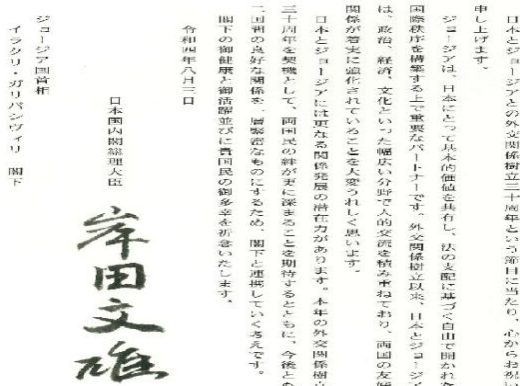 日本とジョージアとの外交関係樹立三十周年という節目に当たり、心からお祝い
申し上げます。
ジョージアは、日本にとって基本的価値を共有し、法の支配に基づく自由で開かれた
国際秩序を構築する上で重要なパートナーです。外交関係樹立以来、日本とジョージア
は、政治、経済、文化といった幅広い分野で人的交流を積み重ねており、両国の友好
関係が着実に強化されていることを大変うれしく思います。
日本とジョージアには更なる関係発展の潜在力があります。本年の外交関係樹立
三十周年を契機として、両国民の絆が更に深まることを期待するとともに、今後とも
二国間の良好な関係を一層緊密なものにするため、閣下と連携していく考えです。
閣下の御健康と御活躍並びに貴国民の御多幸を祈念いたします。
令和四年八月三日
日本国内閣総理大臣
岸田文雄
ジョージア国首相
イラクリ・ガリバシヴィリ 閣下